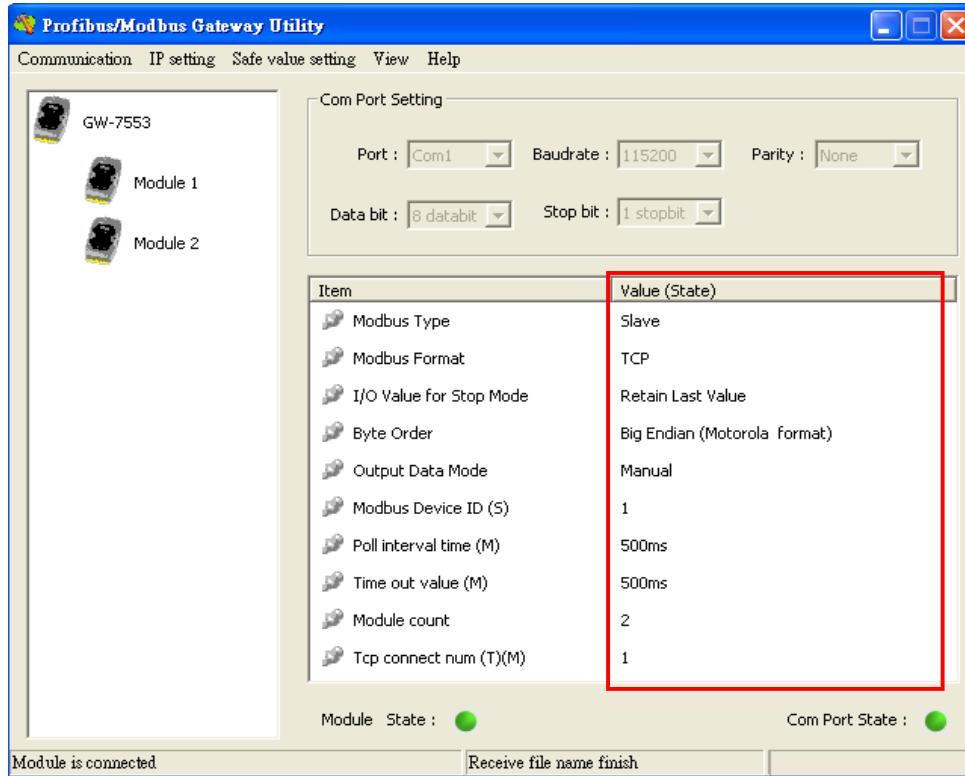 Profibus/Modbus Gateway Utility
Communication IP setting Safe value setting View Help
GW-7553
Module 1
Module 2
Com Port Setting
Port : Com1 Baudrate : 115200 Parity : None
Data bit : 8 databit Stop bit : 1 stopbit
Item Value (State)
Modbus Type Slave
Modbus Format TCP
I/O Value for Stop Mode Retain Last Value
Byte Order Big Endian (Motorola format)
Output Data Mode Manual
Modbus Device ID (S) 1
Poll interval time (M) 500ms
Time out value (M) 500ms
Module count 2
Tcp connect num (T)(M) 1
Module State : Com Port State :
Module is connected Receive file name finish